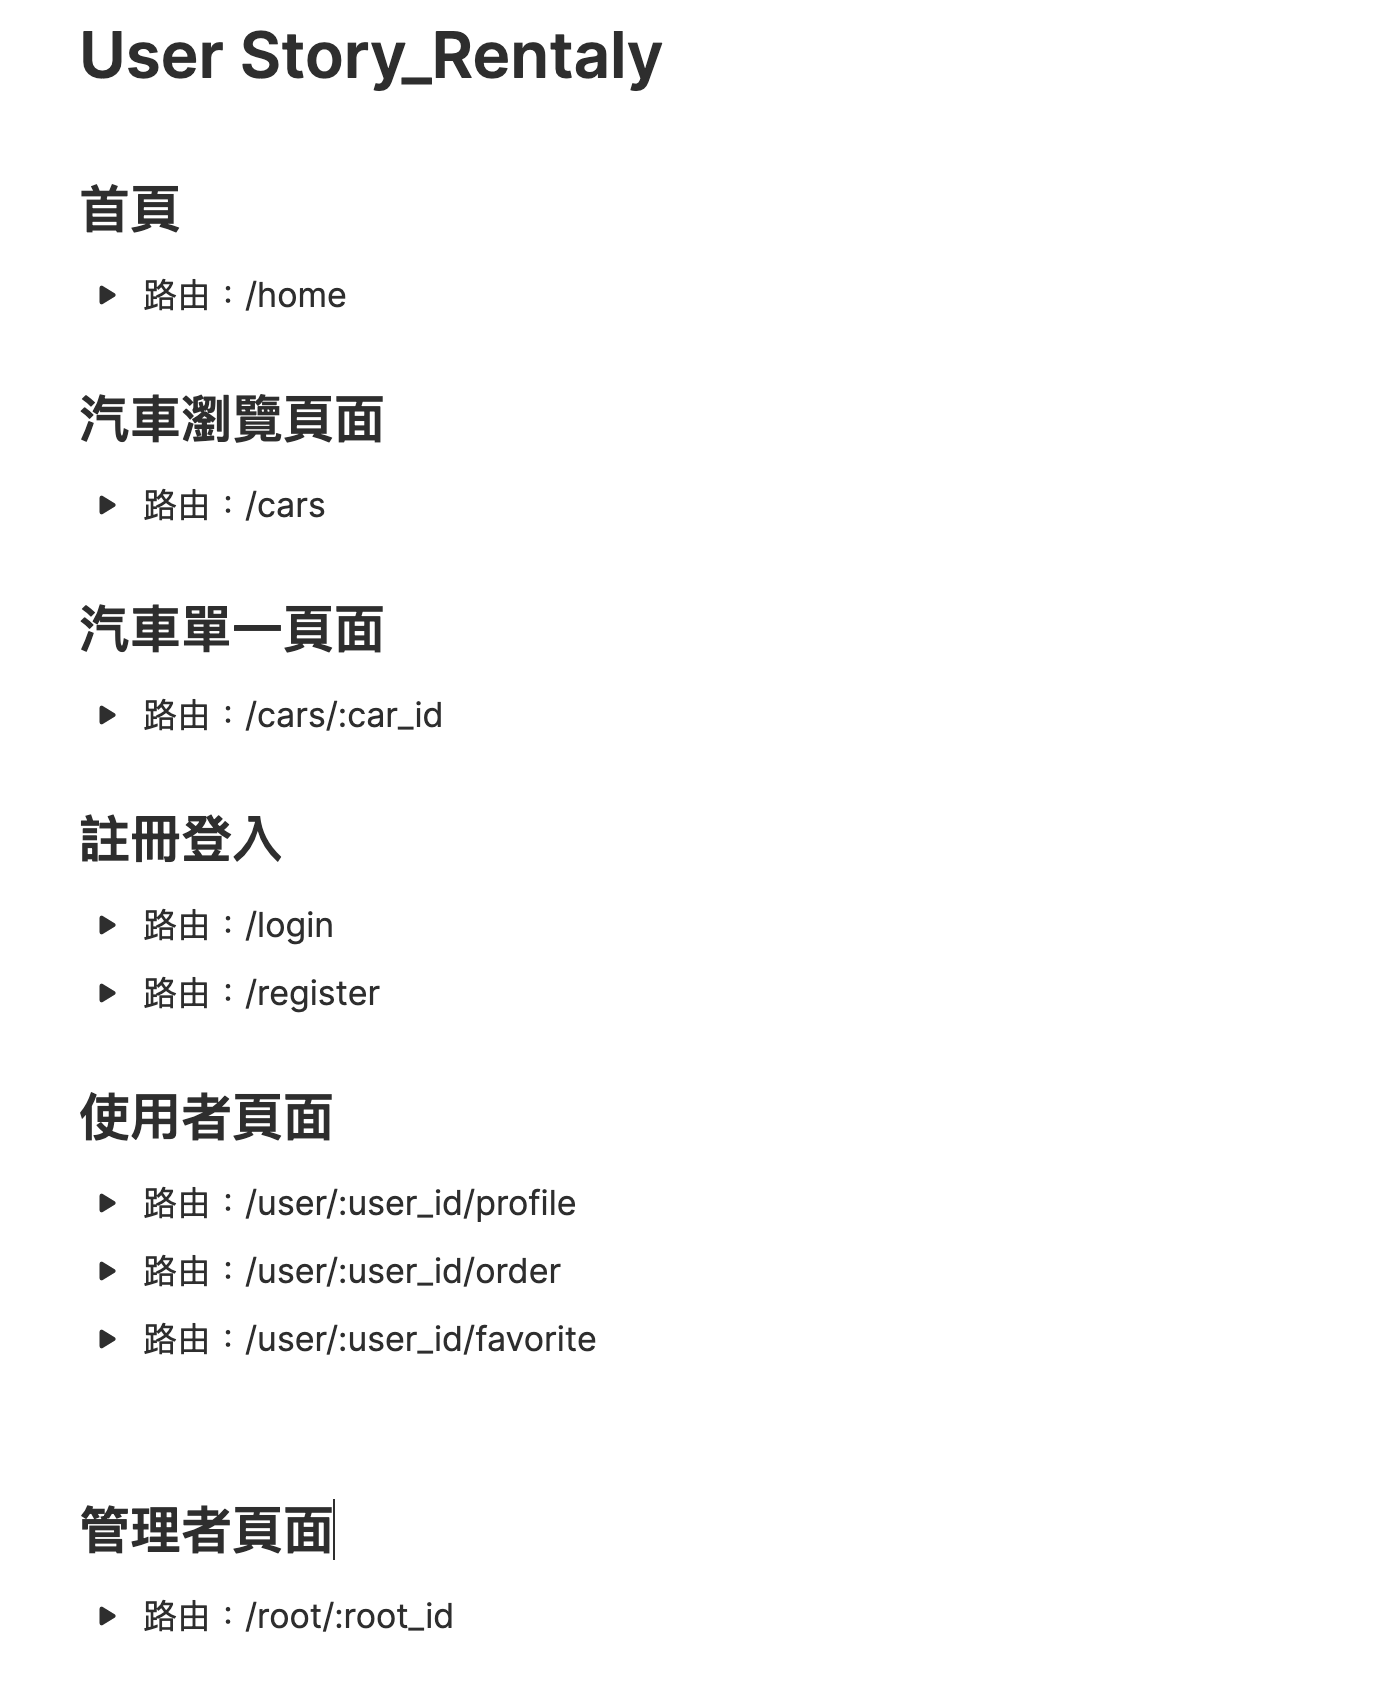 User Story_Rentaly
首頁
路由：/home
汽車瀏覽頁面
路由：/cars
汽車單一頁面
路由：/cars/:car_id
註冊登入
路由：/login
路由：/register
使用者頁面
路由：/user/:user_id/profile
路由：/user/:user_id/order
路由：/user/:user_id/favorite
管理者頁面
路由：/root/:root_id